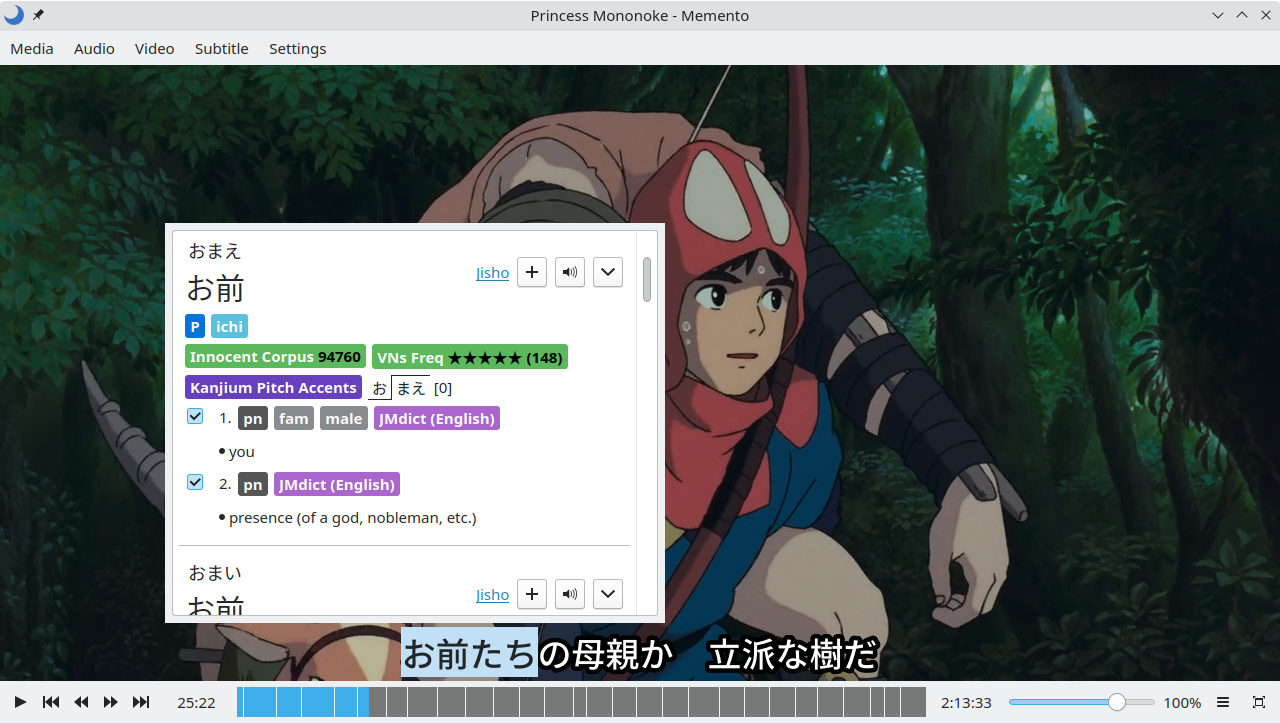 Princess Mononoke - Memento
Media Audio Video Subtitle Settings
おまえ
お前
Jisho
P ichi
Innocent Corpus 94760 VNs Freq ★★★★★ (148)
Kanjium Pitch Accents おまえ [0]
1. pn fam male JMdict (English)
• you
2. pn JMdict (English)
• presence (of a god, nobleman, etc.)
おまい
お前
Jisho
お前たちの母親か 立派な樹だ
25:22 2:13:33 100%